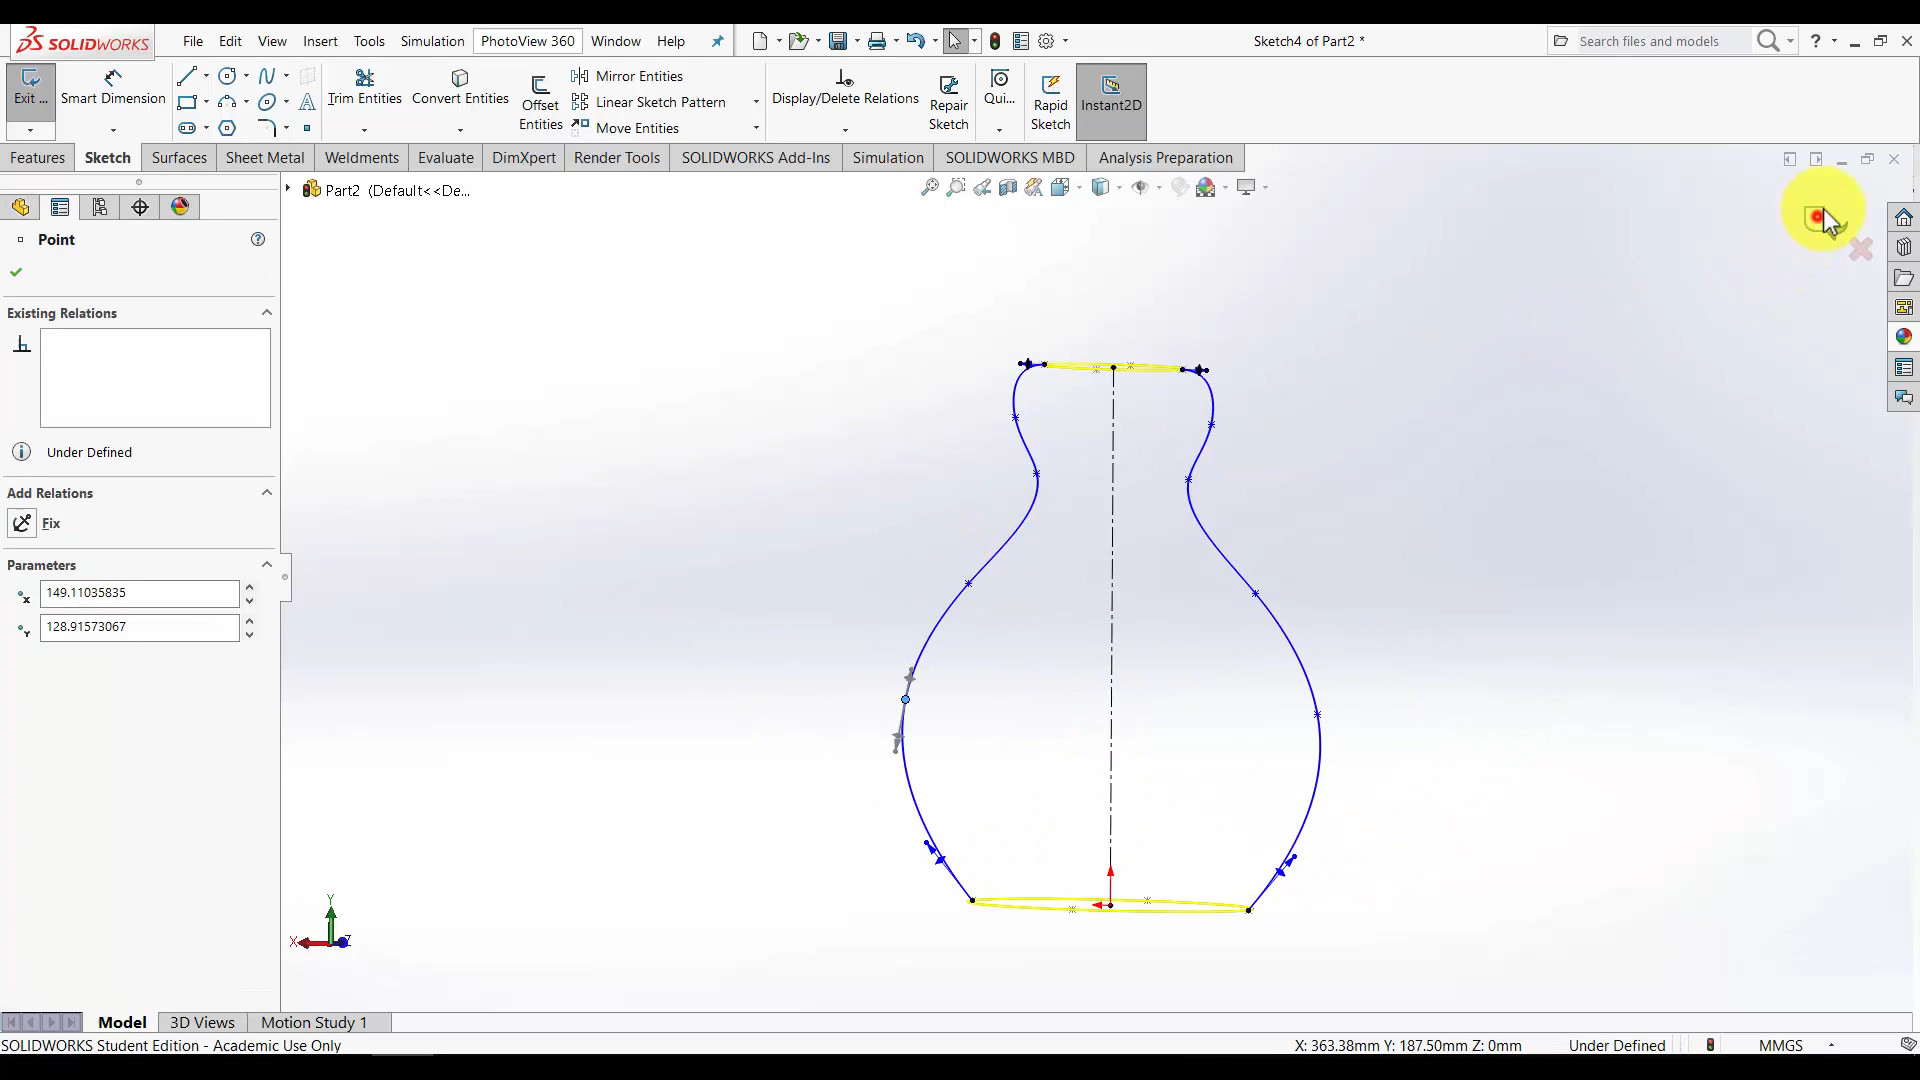 SOLIDWORKS File Edit View Insert Tools Simulation PhotoView 360 Window Help Sketch4 of Part2 * Search files and models
Exit ... Smart Dimension Trim Entities Convert Entities Offset Entities Mirror Entities Linear Sketch Pattern Move Entities Display/Delete Relations Repair Sketch Qui... Rapid Sketch Instant2D
Features Sketch Surfaces Sheet Metal Weldments Evaluate DimXpert Render Tools SOLIDWORKS Add-Ins Simulation SOLIDWORKS MBD Analysis Preparation
Part2 (Default<<De...
Point
Existing Relations
Under Defined
Add Relations
Fix
Parameters
149.11035835
128.91573067
Y
X Z
Model 3D Views Motion Study 1
SOLIDWORKS Student Edition - Academic Use Only X: 363.38mm Y: 187.50mm Z: 0mm Under Defined MMGS